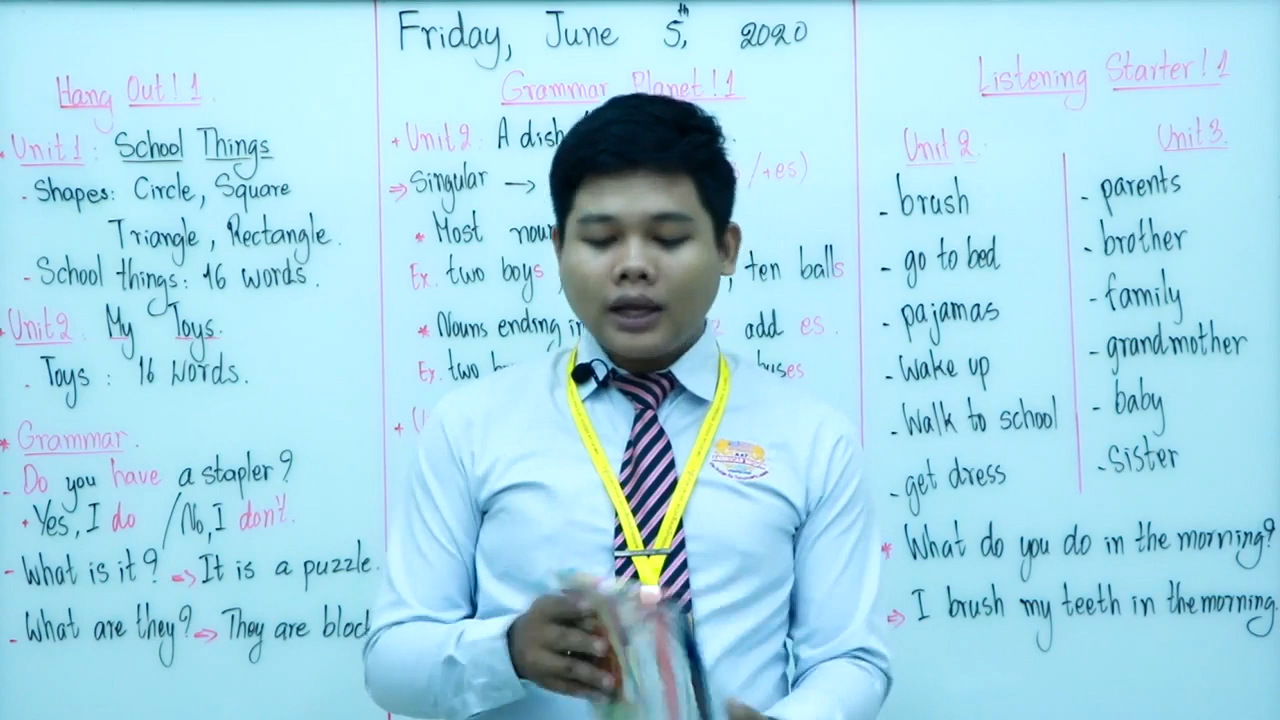 Friday, June 5th, 2020
Hang Out! 1.
* Unit 1: School Things
- Shapes: Circle, Square
Triangle, Rectangle.
- School things: 16 words.
* Unit 2: My Toys.
- Toys : 16 words.
* Grammar.
- Do you have a stapler?
+ Yes, I do / No, I don't.
- What is it? => It is a puzzle.
- What are they? => They are block
Grammar Planet! 1
+ Unit 2: A
=> Singular → /+es)
* Most
Ex. two boys , ten balls
* Nouns ending in add es.
Ex. two
Listening Starter! 1
Unit 2.
- brush
- go to bed
- pajamas
- Wake up
- Walk to school
- get dress
Unit 3.
- parents
- brother
- family
- grandmother
- baby
- sister
* What do you do in the morning?
=> I brush my teeth in the morning.